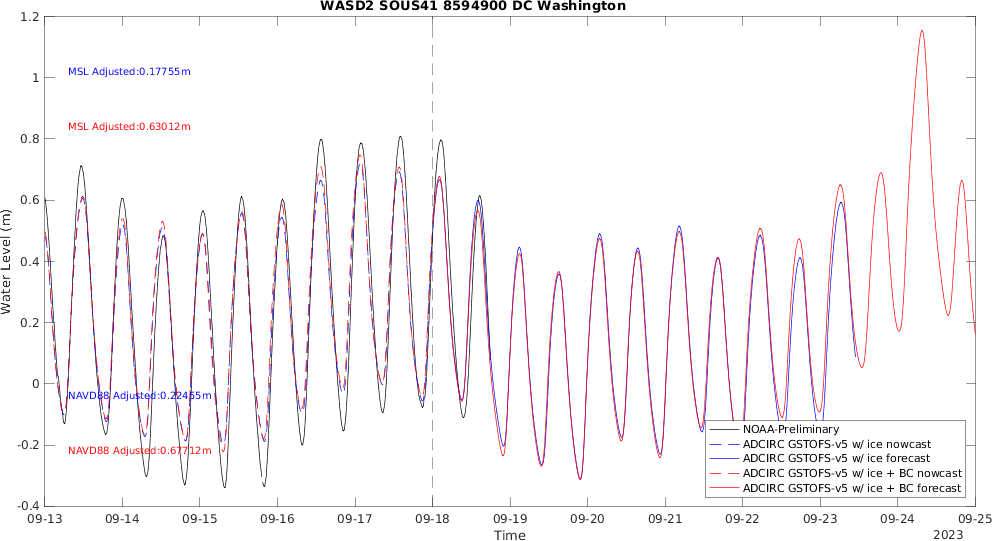 WASD2 SOUS41 8594900 DC Washington
1.2
1
0.8
0.6
0.4
0.2
0
-0.2
-0.4
Water Level (m)
MSL Adjusted:0.17755m
MSL Adjusted:0.63012m
NAVD88 Adjusted:0.22455m
NAVD88 Adjusted:0.67712m
NOAA-Preliminary
ADCIRC GSTOFS-v5 w/ ice nowcast
ADCIRC GSTOFS-v5 w/ ice forecast
ADCIRC GSTOFS-v5 w/ ice + BC nowcast
ADCIRC GSTOFS-v5 w/ ice + BC forecast
09-13 09-14 09-15 09-16 09-17 09-18 09-19 09-20 09-21 09-22 09-23 09-24 09-25
Time
2023